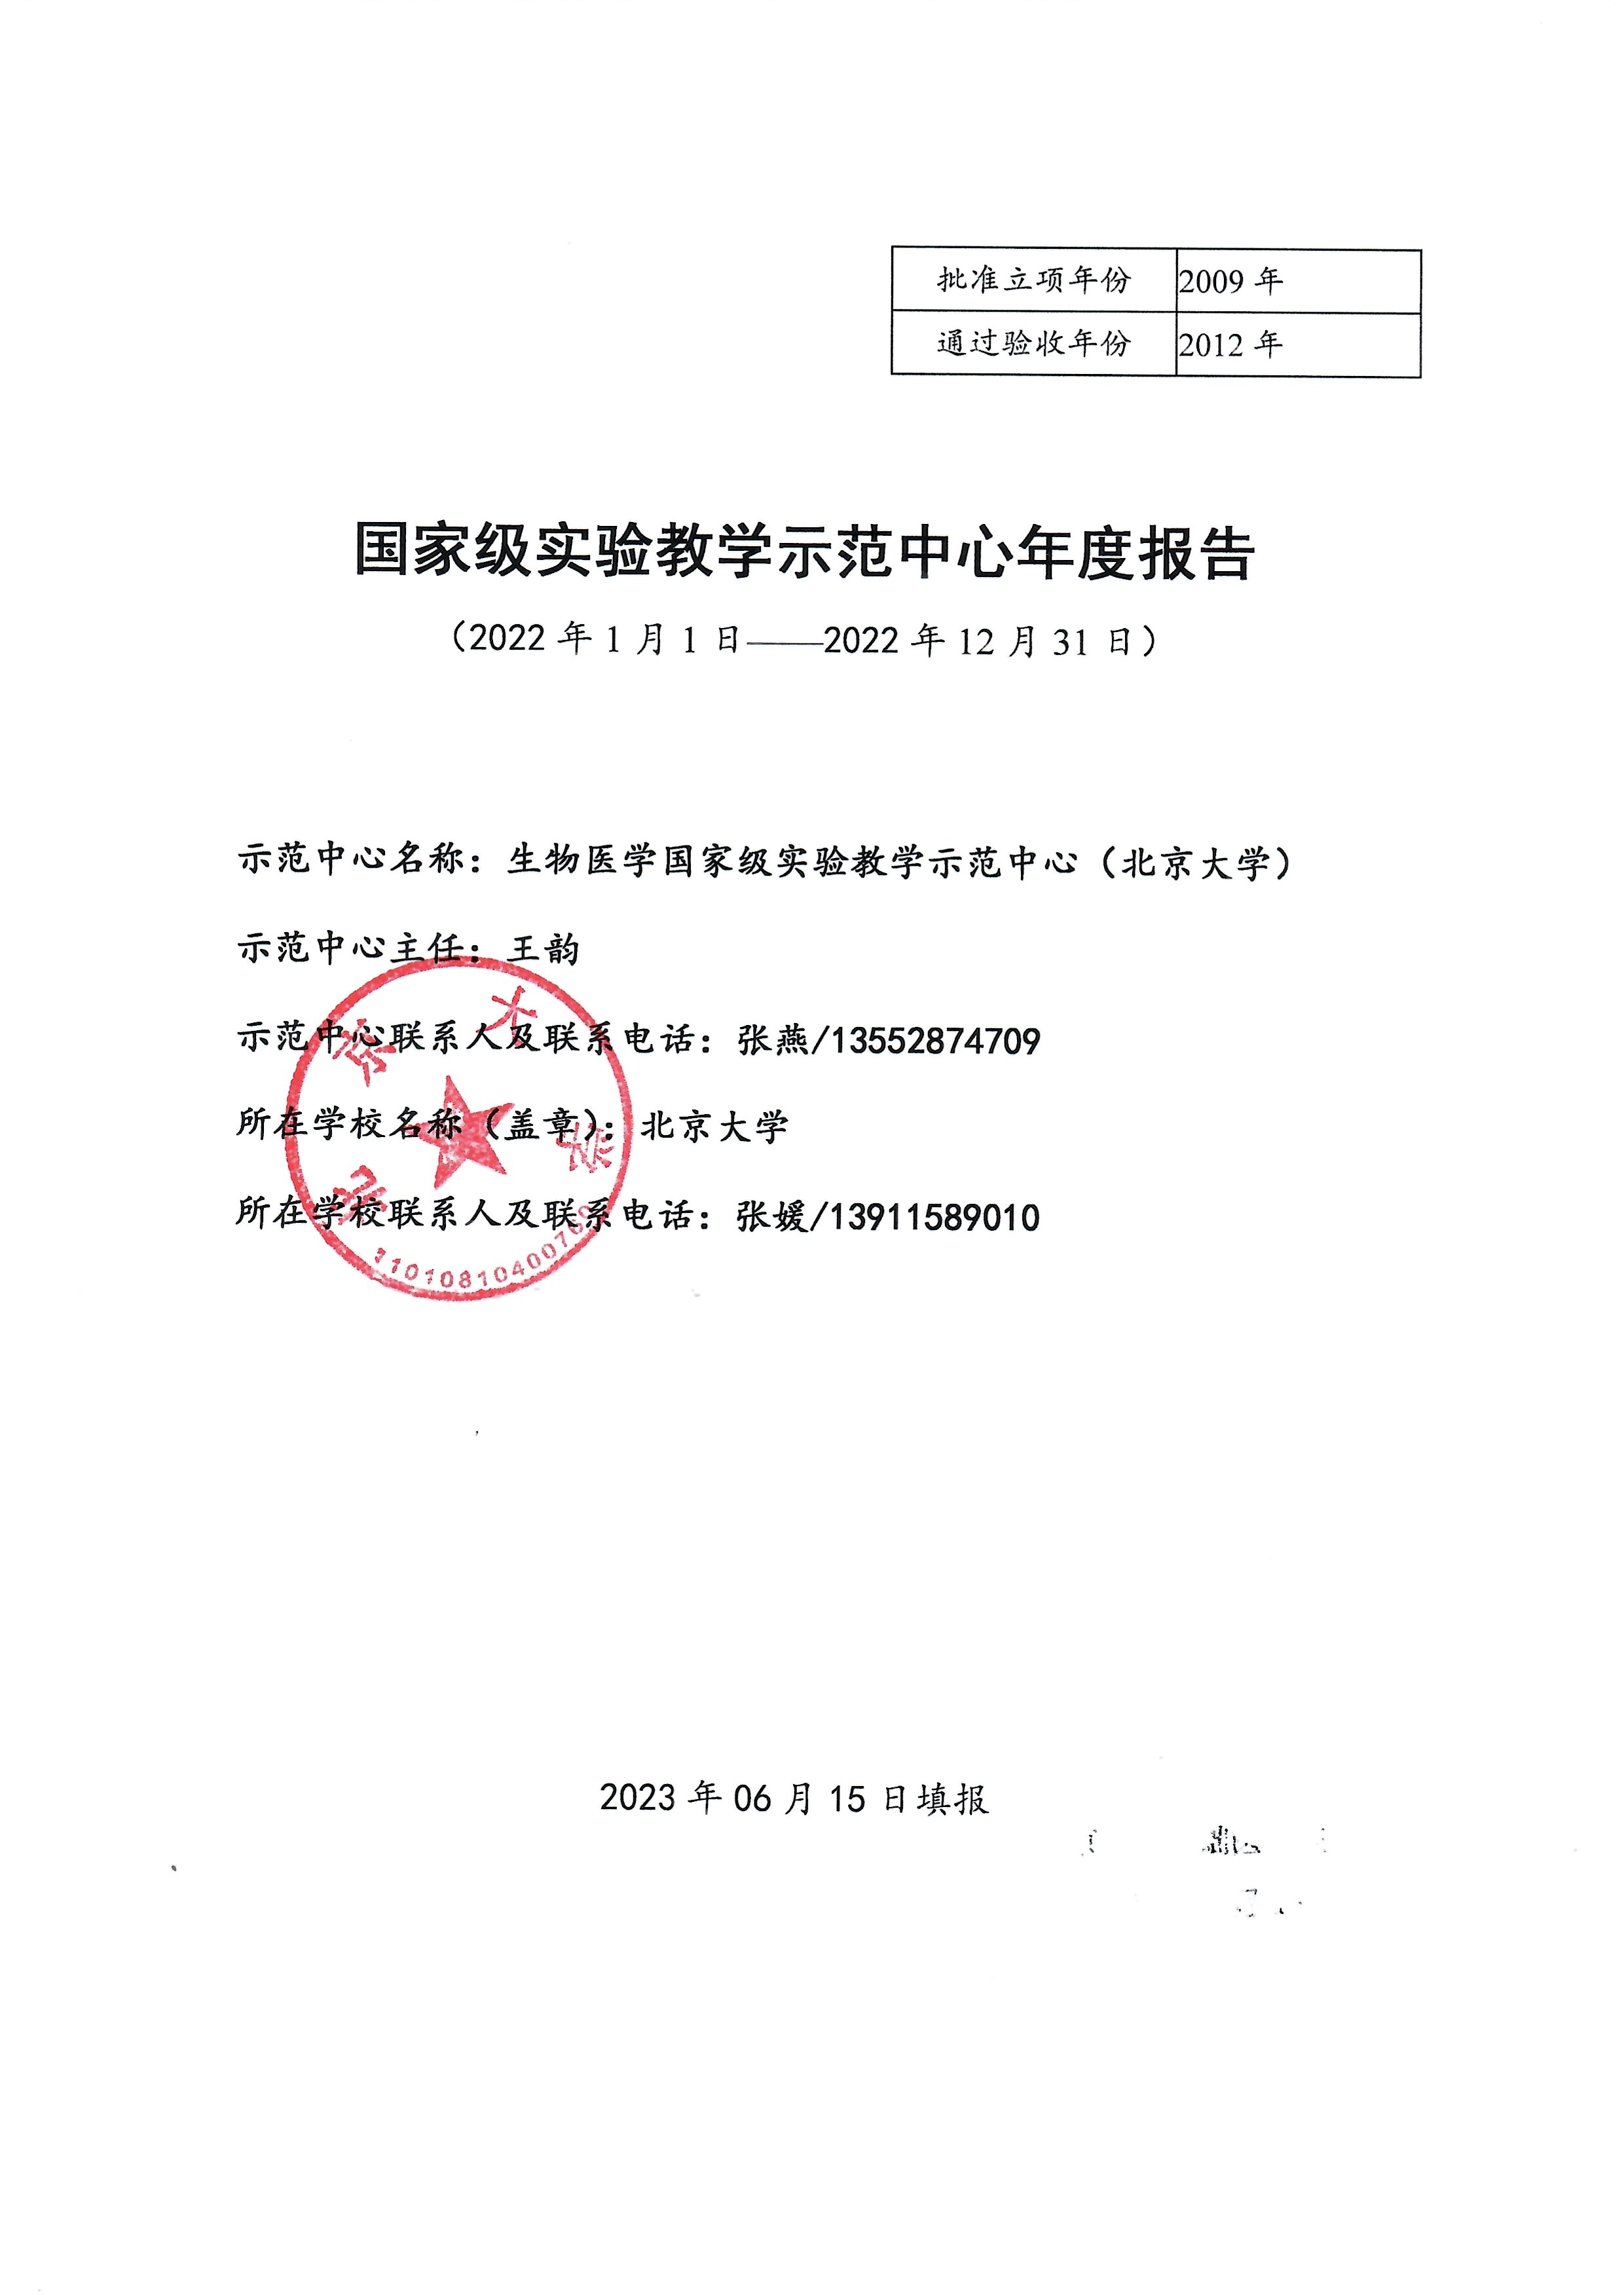 批准立项年份 2009 年
通过验收年份 2012 年
国家级实验教学示范中心年度报告
（2022 年 1 月 1 日——2022 年 12 月 31 日）
示范中心名称：生物医学国家级实验教学示范中心（北京大学）
示范中心主任：王韵
示范中心联系人及联系电话：张燕/13552874709
所在学校名称（盖章）：北京大学
所在学校联系人及联系电话：张媛/13911589010
北京大学
2023 年 06 月 15 日填报